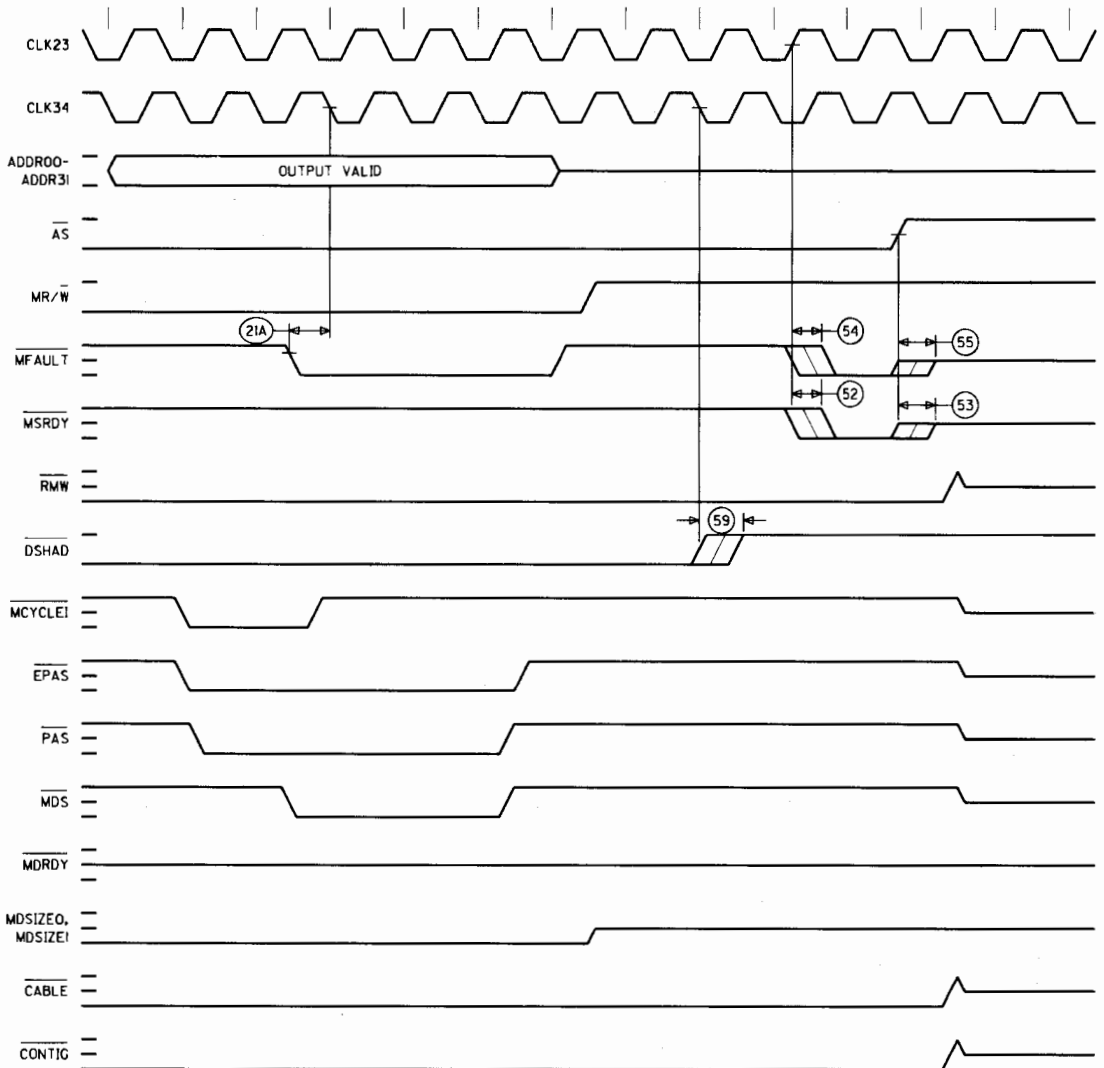 CLK23
CLK34
ADDR00-
ADDR31
OUTPUT VALID
AS
MR/W
21A
54
55
MFAULT
52
53
MSRDY
RMW
59
DSHAD
MCYCLEI
EPAS
PAS
MDS
MDRDY
MDSIZE0,
MDSIZE1
CABLE
CONTIG